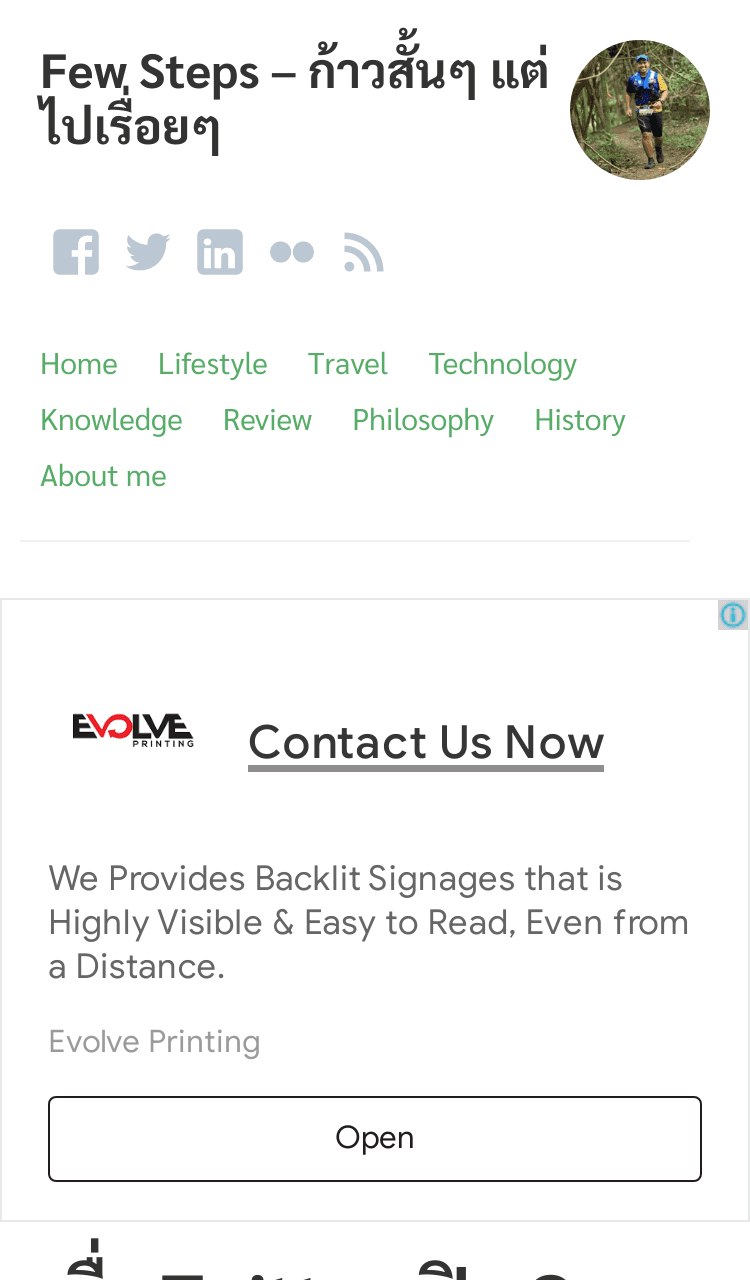 Few Steps – ก้าวสั้นๆ แต่
ไปเรื่อยๆ
Home Lifestyle Travel Technology
Knowledge Review Philosophy History
About me
EVOLVE
PRINTING
Contact Us Now
We Provides Backlit Signages that is
Highly Visible & Easy to Read, Even from
a Distance.
Evolve Printing
Open